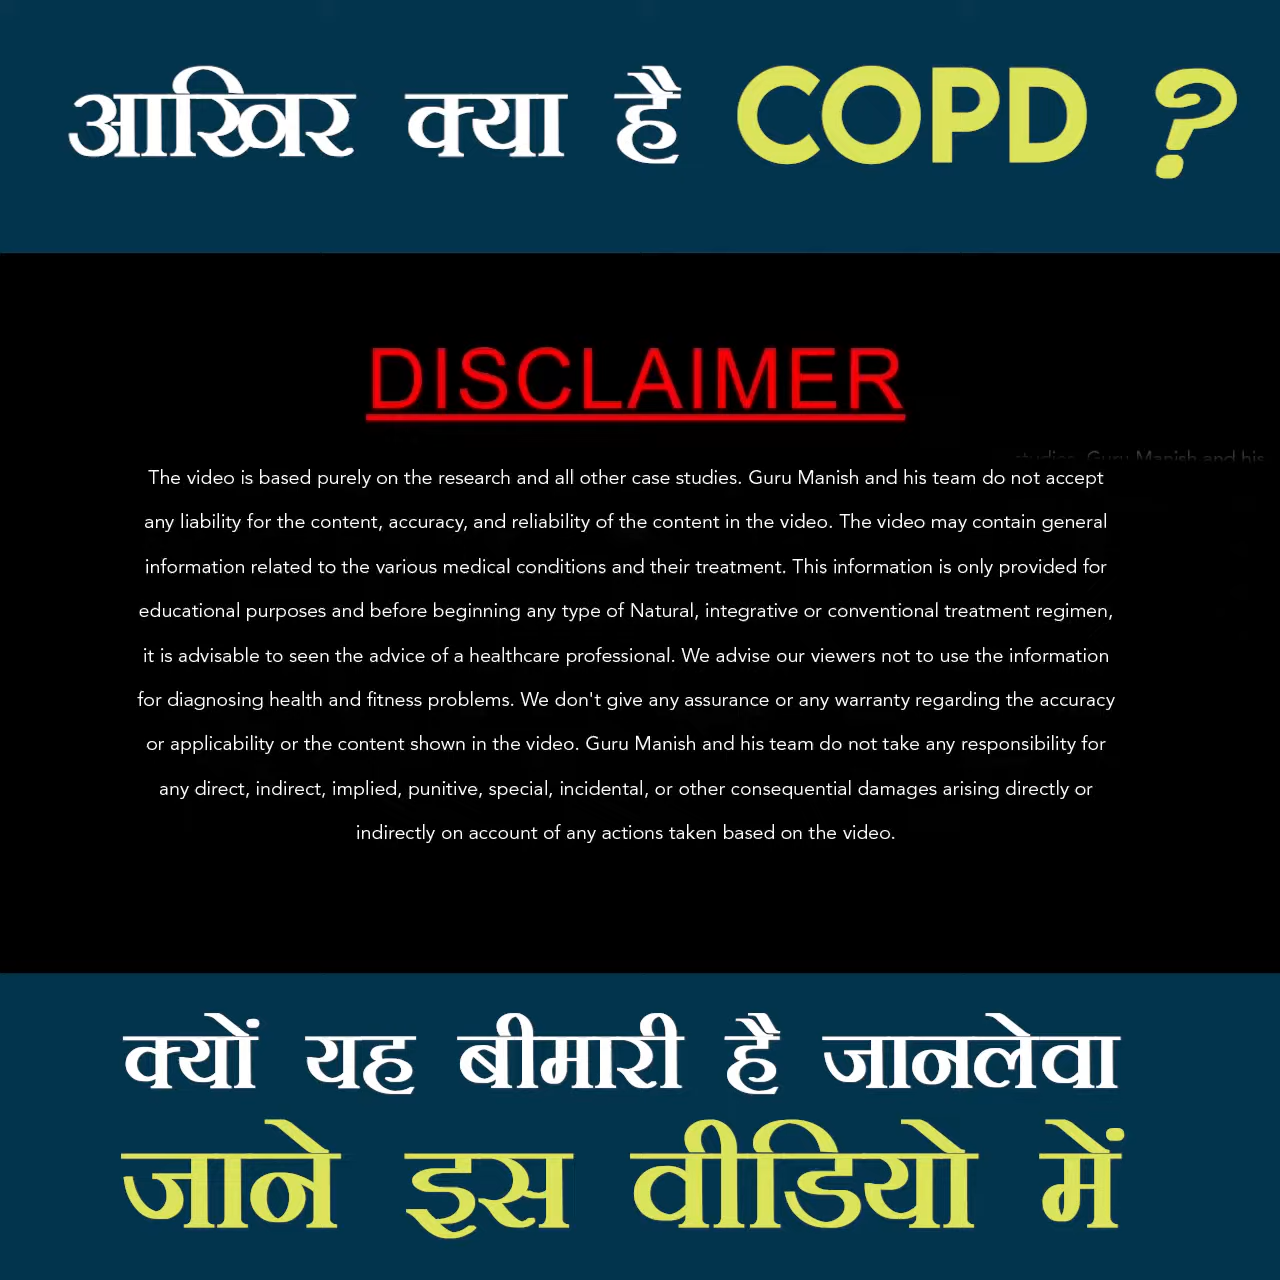 आखिर क्या है COPD ?
DISCLAIMER
The video is based purely on the research and all other case studies. Guru Manish and his team do not accept
any liability for the content, accuracy, and reliability of the content in the video. The video may contain general
information related to the various medical conditions and their treatment. This information is only provided for
educational purposes and before beginning any type of Natural, integrative or conventional treatment regimen,
it is advisable to seen the advice of a healthcare professional. We advise our viewers not to use the information
for diagnosing health and fitness problems. We don't give any assurance or any warranty regarding the accuracy
or applicability or the content shown in the video. Guru Manish and his team do not take any responsibility for
any direct, indirect, implied, punitive, special, incidental, or other consequential damages arising directly or
indirectly on account of any actions taken based on the video.
क्यों यह बीमारी है जानलेवा
जाने इस वीडियो में